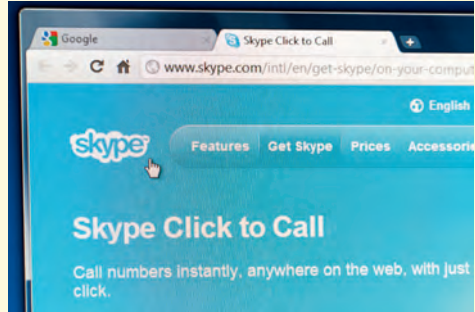 Google
Skype Click to Call
www.skype.com/intl/en/get-skype/on-your-comput
English
skype
Features Get Skype Prices Accessorie
Skype Click to Call
Call numbers instantly, anywhere on the web, with just
click.